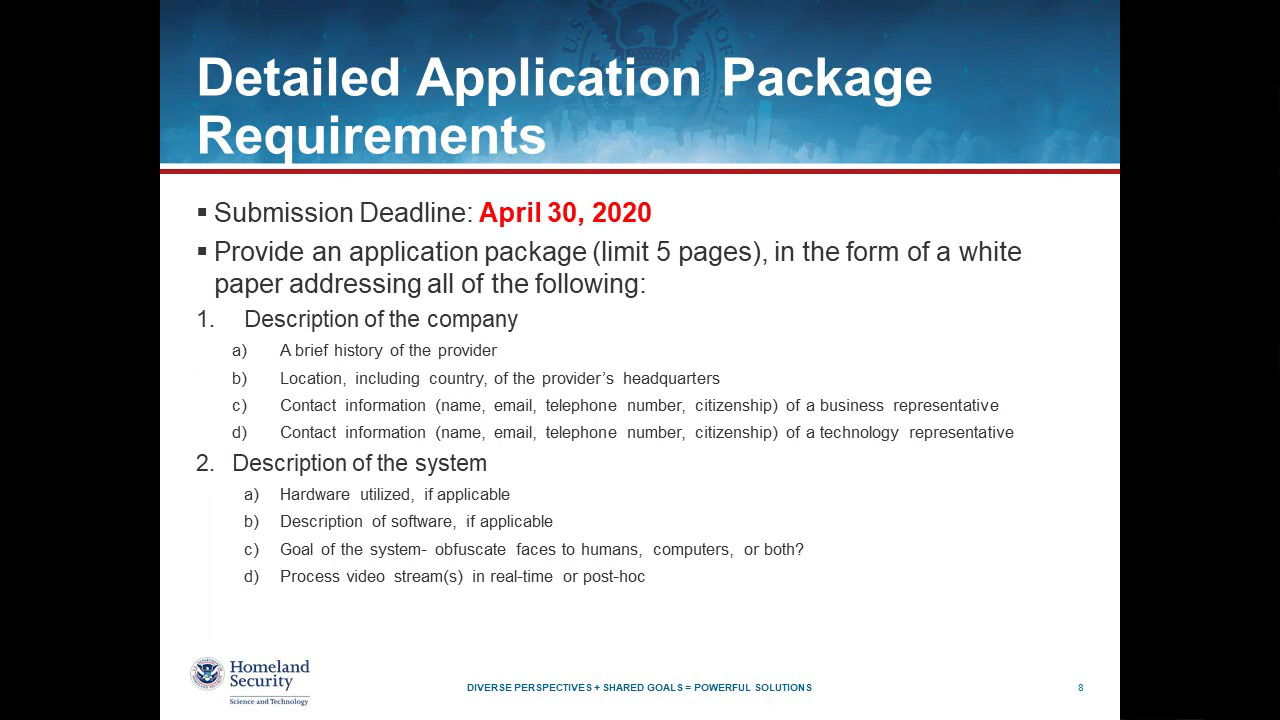 Detailed Application Package
Requirements
▪ Submission Deadline: April 30, 2020
▪ Provide an application package (limit 5 pages), in the form of a white
paper addressing all of the following:
1. Description of the company
a) A brief history of the provider
b) Location, including country, of the provider’s headquarters
c) Contact information (name, email, telephone number, citizenship) of a business representative
d) Contact information (name, email, telephone number, citizenship) of a technology representative
2. Description of the system
a) Hardware utilized, if applicable
b) Description of software, if applicable
c) Goal of the system- obfuscate faces to humans, computers, or both?
d) Process video stream(s) in real-time or post-hoc
Homeland
Security
Science and Technology
DIVERSE PERSPECTIVES + SHARED GOALS = POWERFUL SOLUTIONS
8